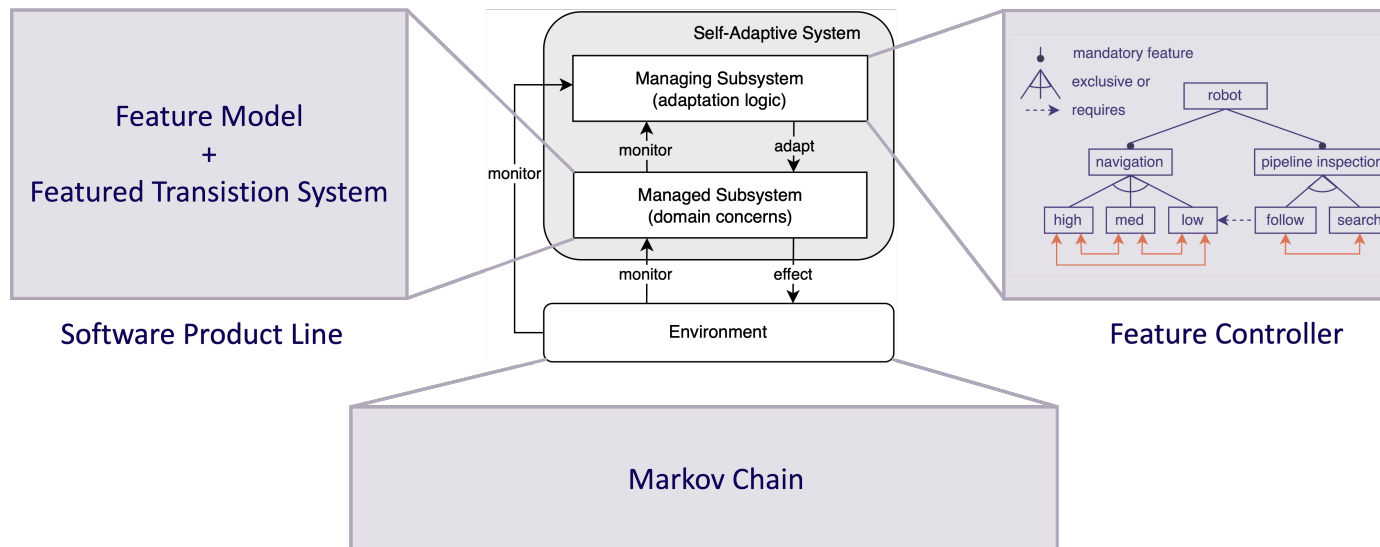 Feature Model
+
Featured Transistion System
Software Product Line
Self-Adaptive System
Managing Subsystem
(adaptation logic)
monitor
adapt
monitor
Managed Subsystem
(domain concerns)
monitor
effect
Environment
mandatory feature
exclusive or
requires
robot
navigation
pipeline inspection
high
med
low
follow
search
Feature Controller
Markov Chain